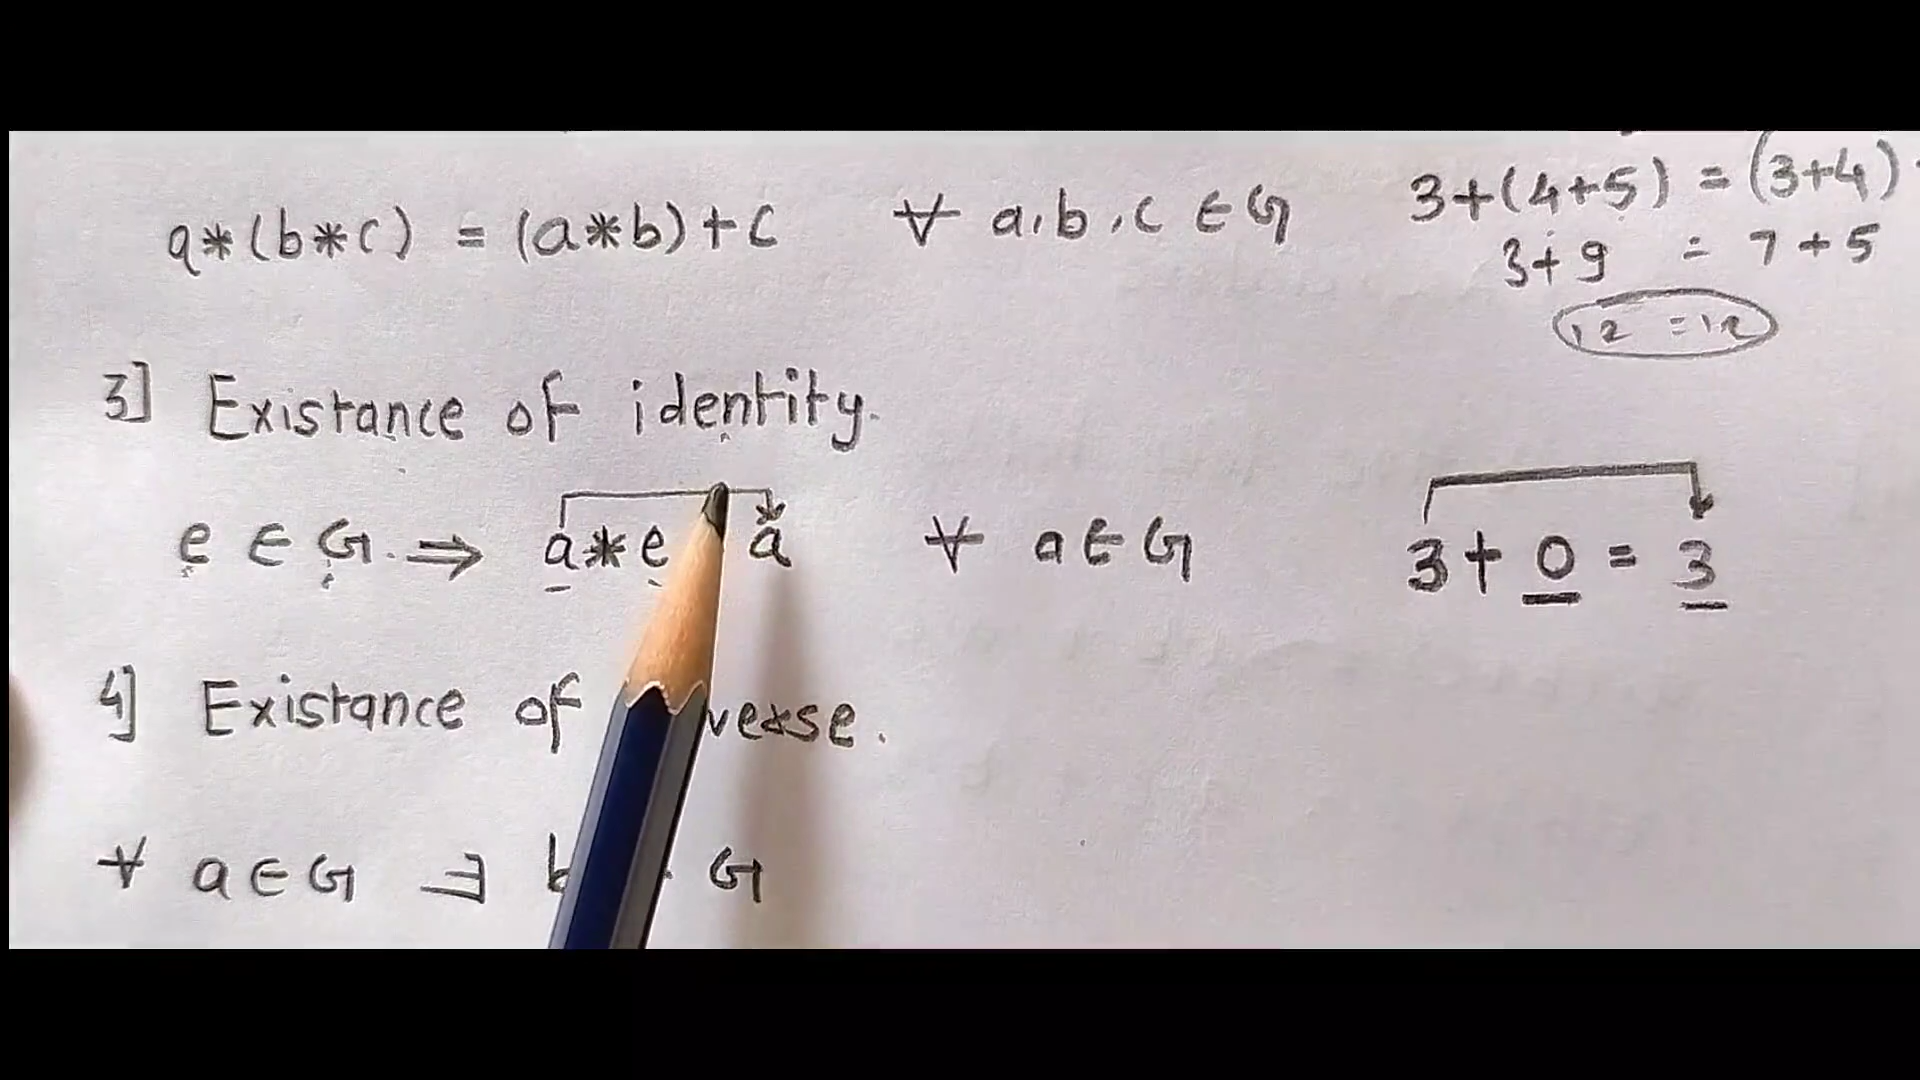 a*(b*c) = (a*b)+c ∀ a,b,c ∈ G
3+(4+5) = (3+4)
3+9 = 7+5
12 = 12
3] Existance of identity.
e ∈ G ⇒ a*e a ∀ a ∈ G
3+0 = 3
4] Existance of verse.
∀ a ∈ G ∃ b G